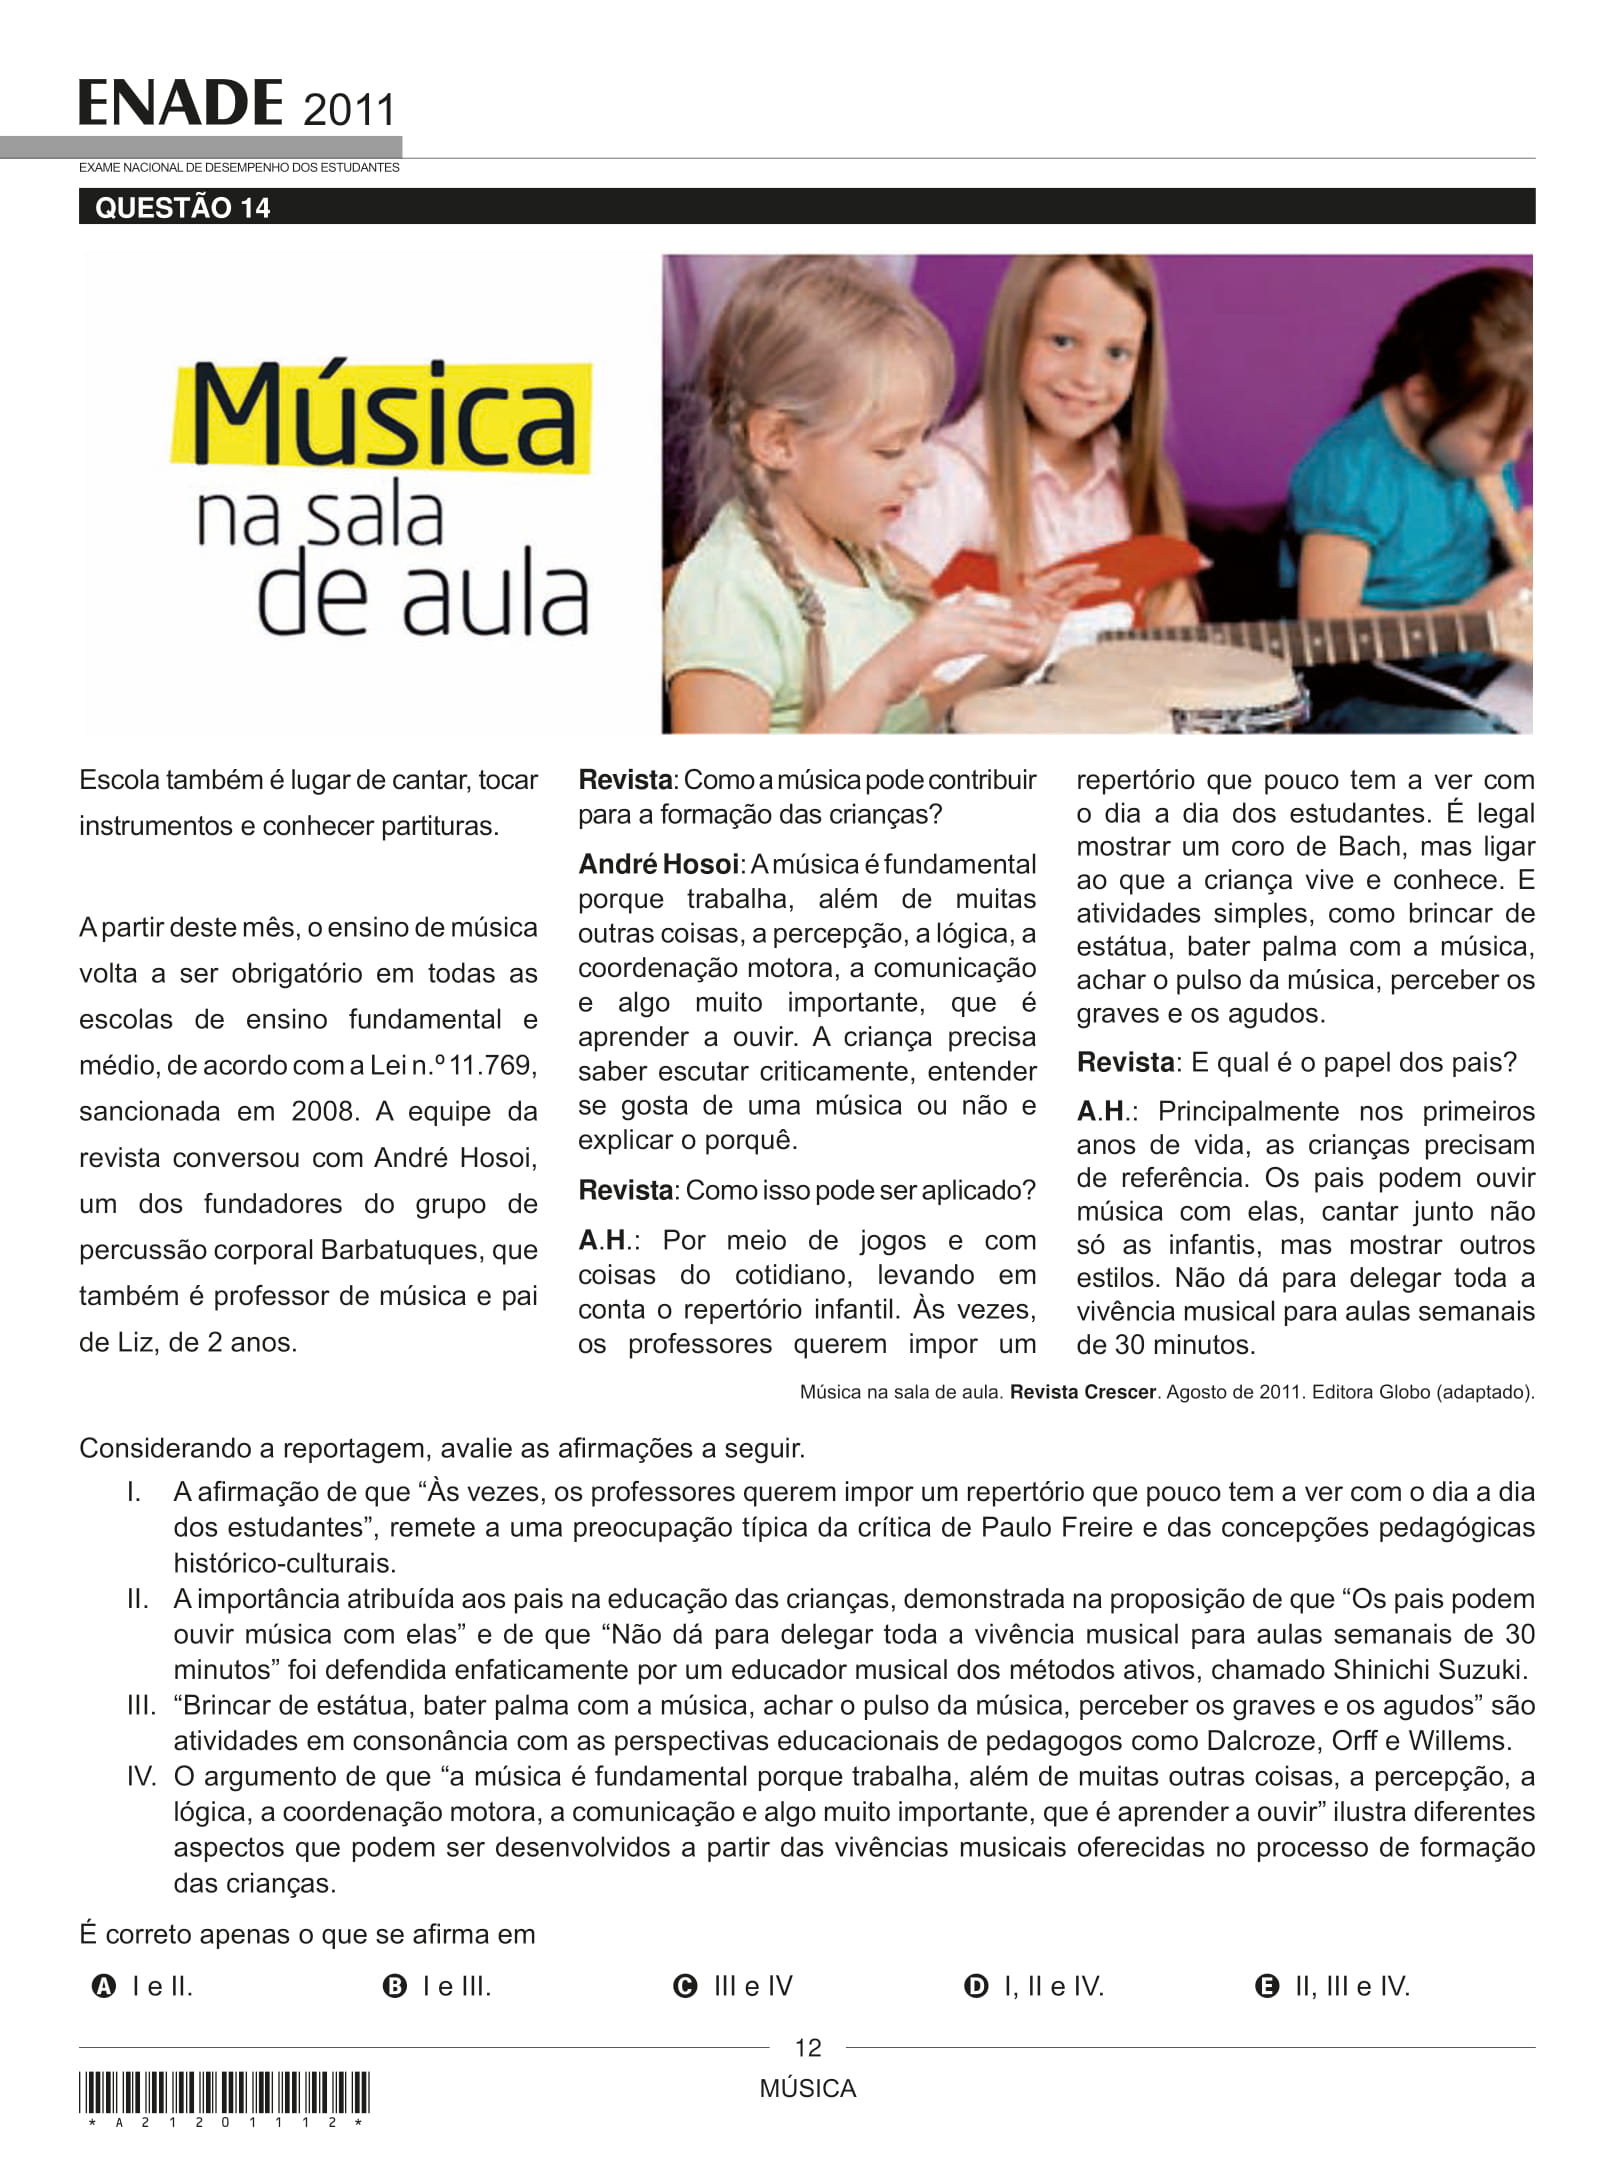 ENADE 2011
EXAME NACIONAL DE DESEMPENHO DOS ESTUDANTES
QUESTÃO 14
Música
na sala
de aula
Escola também é lugar de cantar, tocar
instrumentos e conhecer partituras.
A partir deste mês, o ensino de música
volta a ser obrigatório em todas as
escolas de ensino fundamental e
médio, de acordo com a Lei n.º 11.769,
sancionada em 2008. A equipe da
revista conversou com André Hosoi,
um dos fundadores do grupo de
percussão corporal Barbatuques, que
também é professor de música e pai
de Liz, de 2 anos.
Revista: Como a música pode contribuir
para a formação das crianças?
André Hosoi: A música é fundamental
porque trabalha, além de muitas
outras coisas, a percepção, a lógica, a
coordenação motora, a comunicação
e algo muito importante, que é
aprender a ouvir. A criança precisa
saber escutar criticamente, entender
se gosta de uma música ou não e
explicar o porquê.
Revista: Como isso pode ser aplicado?
A.H.: Por meio de jogos e com
coisas do cotidiano, levando em
conta o repertório infantil. Às vezes,
os professores querem impor um
repertório que pouco tem a ver com
o dia a dia dos estudantes. É legal
mostrar um coro de Bach, mas ligar
ao que a criança vive e conhece. E
atividades simples, como brincar de
estátua, bater palma com a música,
achar o pulso da música, perceber os
graves e os agudos.
Revista: E qual é o papel dos pais?
A.H.: Principalmente nos primeiros
anos de vida, as crianças precisam
de referência. Os pais podem ouvir
música com elas, cantar junto não
só as infantis, mas mostrar outros
estilos. Não dá para delegar toda a
vivência musical para aulas semanais
de 30 minutos.
Música na sala de aula. Revista Crescer. Agosto de 2011. Editora Globo (adaptado).
Considerando a reportagem, avalie as afirmações a seguir.
I. A afirmação de que “Às vezes, os professores querem impor um repertório que pouco tem a ver com o dia a dia
dos estudantes”, remete a uma preocupação típica da crítica de Paulo Freire e das concepções pedagógicas
histórico-culturais.
II. A importância atribuída aos pais na educação das crianças, demonstrada na proposição de que “Os pais podem
ouvir música com elas” e de que “Não dá para delegar toda a vivência musical para aulas semanais de 30
minutos” foi defendida enfaticamente por um educador musical dos métodos ativos, chamado Shinichi Suzuki.
III. “Brincar de estátua, bater palma com a música, achar o pulso da música, perceber os graves e os agudos” são
atividades em consonância com as perspectivas educacionais de pedagogos como Dalcroze, Orff e Willems.
IV. O argumento de que “a música é fundamental porque trabalha, além de muitas outras coisas, a percepção, a
lógica, a coordenação motora, a comunicação e algo muito importante, que é aprender a ouvir” ilustra diferentes
aspectos que podem ser desenvolvidos a partir das vivências musicais oferecidas no processo de formação
das crianças.
É correto apenas o que se afirma em
A I e II.
B I e III.
C III e IV
D I, II e IV.
E II, III e IV.
12
MÚSICA
* A 2 1 2 0 1 1 1 2 *